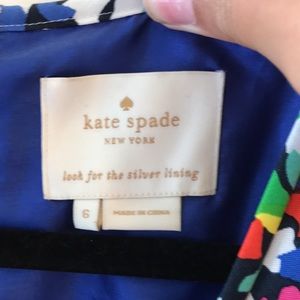 kate spade
NEW YORK
look for the silver lining
6
MADE IN CHINA